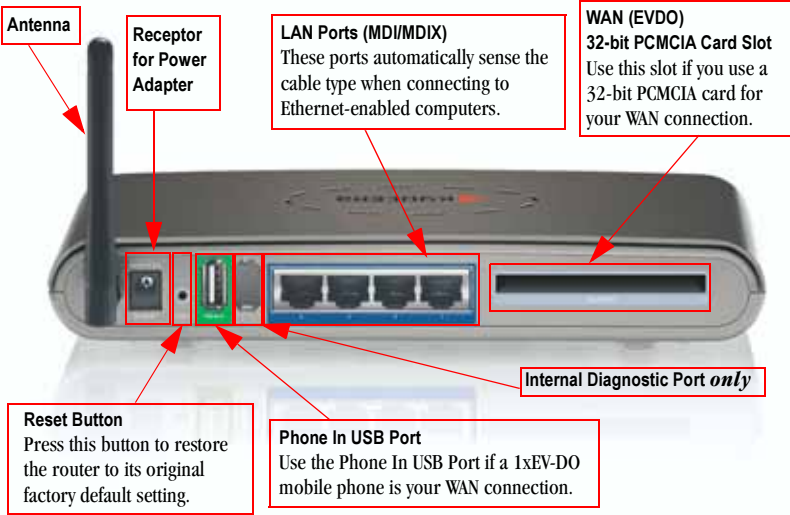 Antenna
Receptor
for Power
Adapter
LAN Ports (MDI/MDIX)
These ports automatically sense the
cable type when connecting to
Ethernet-enabled computers.
WAN (EVDO)
32-bit PCMCIA Card Slot
Use this slot if you use a
32-bit PCMCIA card for
your WAN connection.
Internal Diagnostic Port only
Reset Button
Press this button to restore
the router to its original
factory default setting.
Phone In USB Port
Use the Phone In USB Port if a 1xEV-DO
mobile phone is your WAN connection.